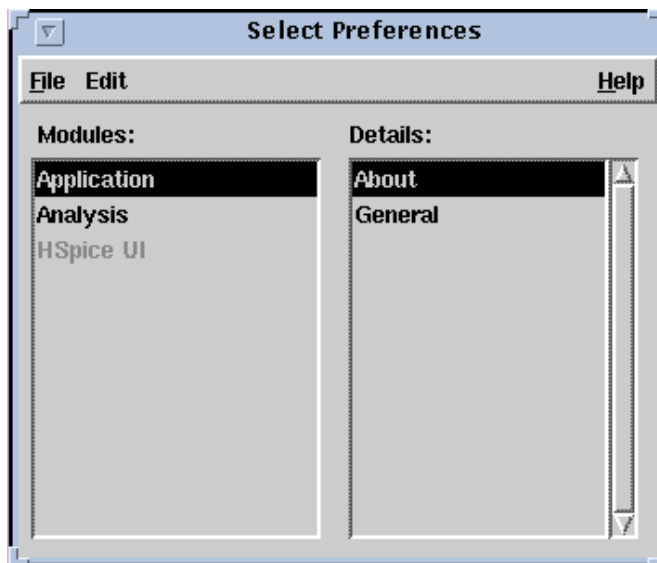 Select Preferences
File Edit Help
Modules:
Application
Analysis
HSpice UI
Details:
About
General